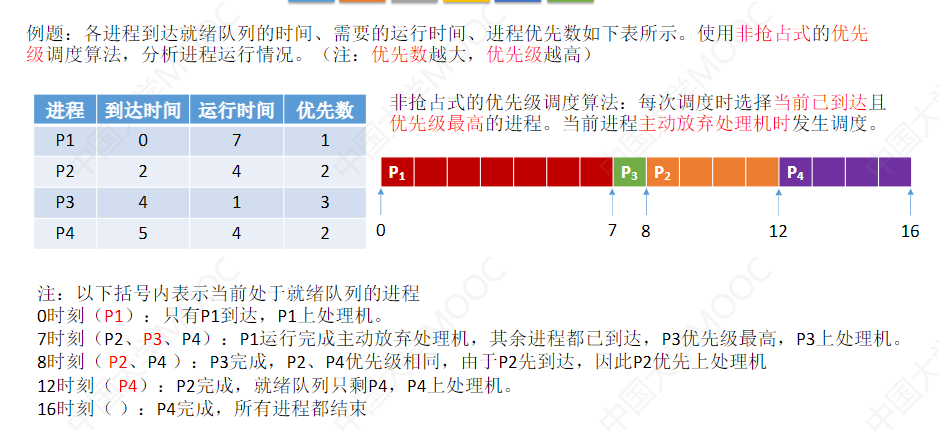 例题：各进程到达就绪队列的时间、需要的运行时间、进程优先数如下表所示。使用非抢占式的优先
级调度算法，分析进程运行情况。（注：优先数越大，优先级越高）
进程 到达时间 运行时间 优先数
P1 0 7 1
P2 2 4 2
P3 4 1 3
P4 5 4 2
非抢占式的优先级调度算法：每次调度时选择当前已到达且
优先级最高的进程。当前进程主动放弃处理机时发生调度。
P1 P3 P2 P4
0 7 8 12 16
注：以下括号内表示当前处于就绪队列的进程
0时刻（P1）：只有P1到达，P1上处理机。
7时刻（P2、P3、P4）：P1运行完成主动放弃处理机，其余进程都已到达，P3优先级最高，P3上处理机。
8时刻（ P2、P4 ）：P3完成，P2、P4优先级相同，由于P2先到达，因此P2优先上处理机
12时刻（P4）：P2完成，就绪队列只剩P4，P4上处理机。
16时刻（ ）：P4完成，所有进程都结束
中国大学MOOC